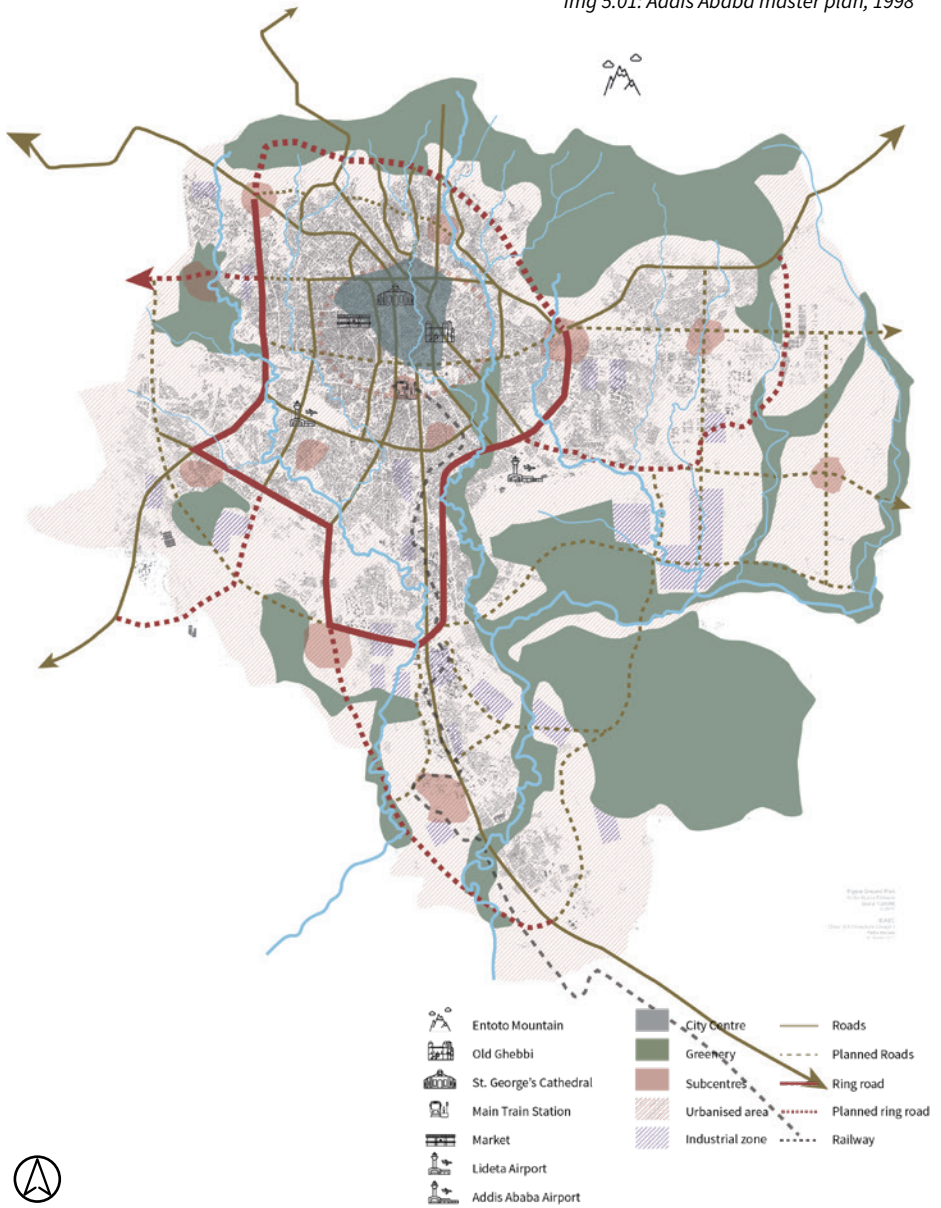 Img 5.01: Addis Ababa master plan, 1998
Entoto Mountain
Old Ghebbi
St. George's Cathedral
Main Train Station
Market
Lideta Airport
Addis Ababa Airport
City Centre
Greenery
Subcentres
Urbanised area
Industrial zone
Roads
Planned Roads
Ring road
Planned ring road
Railway